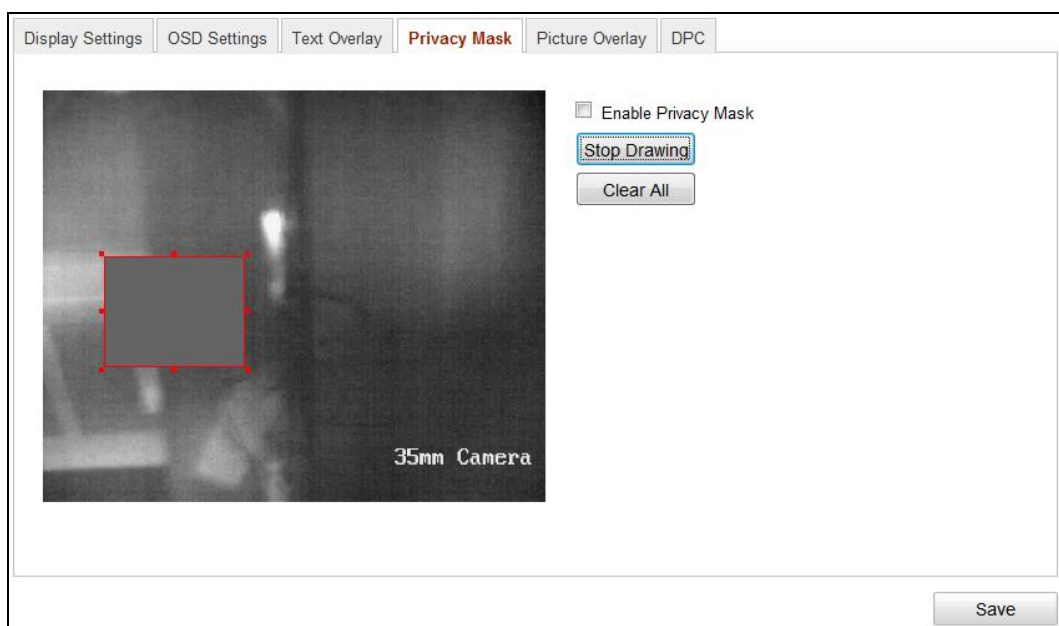 Display Settings OSD Settings Text Overlay Privacy Mask Picture Overlay DPC
Enable Privacy Mask
Stop Drawing
Clear All
35mm Camera
Save